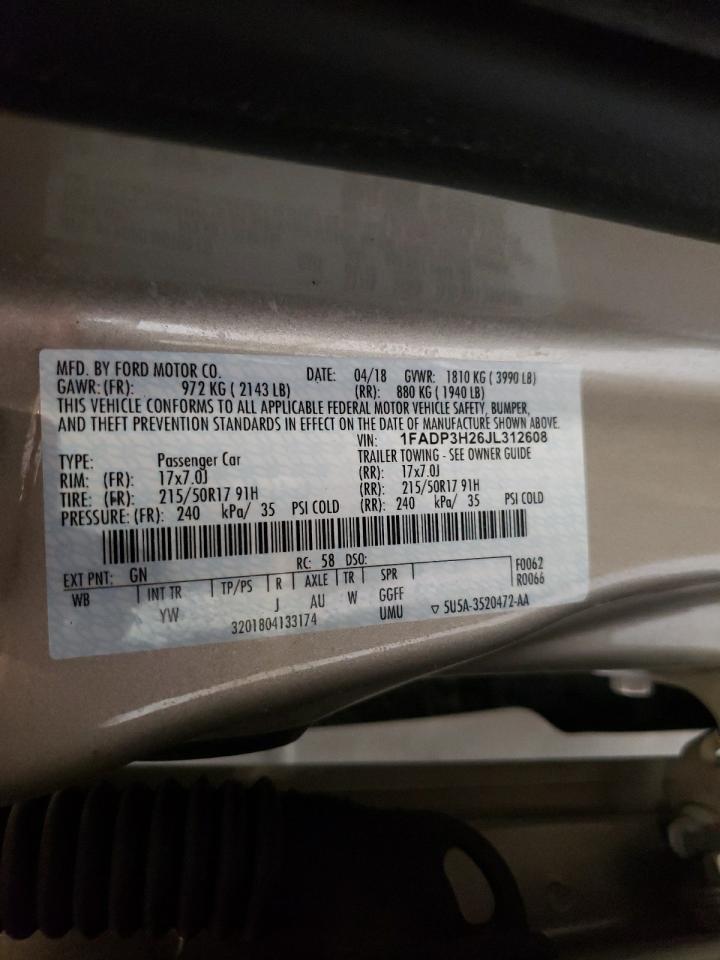 MFD. BY FORD MOTOR CO. DATE: 04/18 GVWR: 1810 KG ( 3990 LB)
GAWR: (FR): 972 KG ( 2143 LB) (RR): 880 KG ( 1940 LB)
THIS VEHICLE CONFORMS TO ALL APPLICABLE FEDERAL MOTOR VEHICLE SAFETY, BUMPER,
AND THEFT PREVENTION STANDARDS IN EFFECT ON THE DATE OF MANUFACTURE SHOWN ABOVE.
VIN: 1FADP3H26JL312608
TYPE: Passenger Car TRAILER TOWING - SEE OWNER GUIDE
RIM: (FR): 17x7.0J (RR): 17x7.0J
TIRE: (FR): 215/50R17 91H (RR): 215/50R17 91H
PRESSURE: (FR): 240 kPa/ 35 PSI COLD (RR): 240 kPa/ 35 PSI COLD
EXT PNT: GN RC: 58 DSO: F0062
WB INT TR TP/PS R AXLE TR SPR R0066
YW J AU W GGFF
3201804133174 UMU ▽ 5U5A-3520472-AA